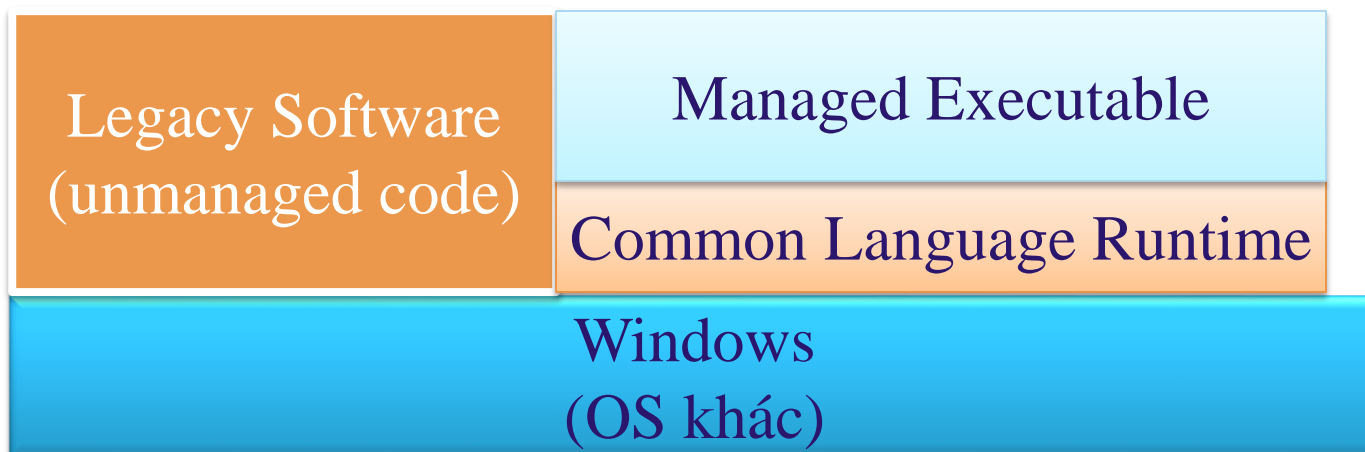 Legacy Software
(unmanaged code)
Managed Executable
Common Language Runtime
Windows
(OS khác)